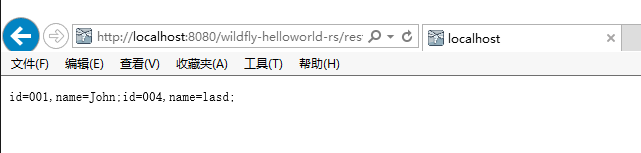 http://localhost:8080/wildfly-helloworld-rs/res
localhost
文件(F) 编辑(E) 查看(V) 收藏夹(A) 工具(T) 帮助(H)
id=001,name=John;id=004,name=lasd;